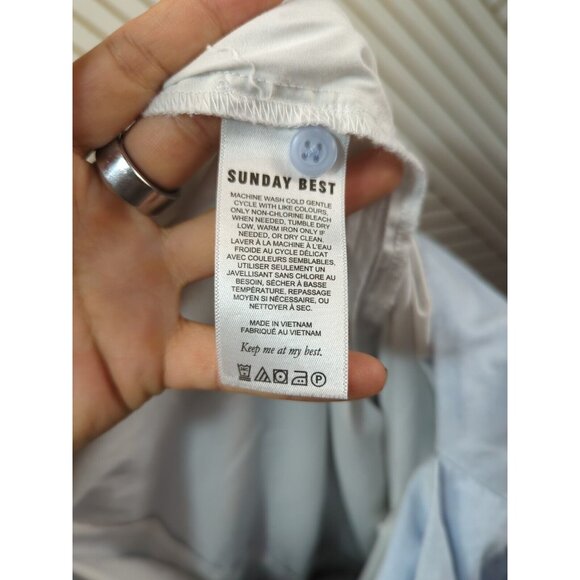 SUNDAY BEST
MACHINE WASH COLD GENTLE
CYCLE WITH LIKE COLOURS,
ONLY NON-CHLORINE BLEACH
WHEN NEEDED, TUMBLE DRY
LOW, WARM IRON ONLY IF
NEEDED, OR DRY CLEAN.
LAVER À LA MACHINE À L'EAU
FROIDE AU CYCLE DÉLICAT
AVEC COULEURS SEMBLABLES,
UTILISER SEULEMENT UN
JAVELLISANT SANS CHLORE AU
BESOIN, SÉCHER À BASSE
TEMPÉRATURE, REPASSAGE
MOYEN SI NÉCESSAIRE, OU
NETTOYER À SEC.
MADE IN VIETNAM
FABRIQUÉ AU VIETNAM
Keep me at my best.
P